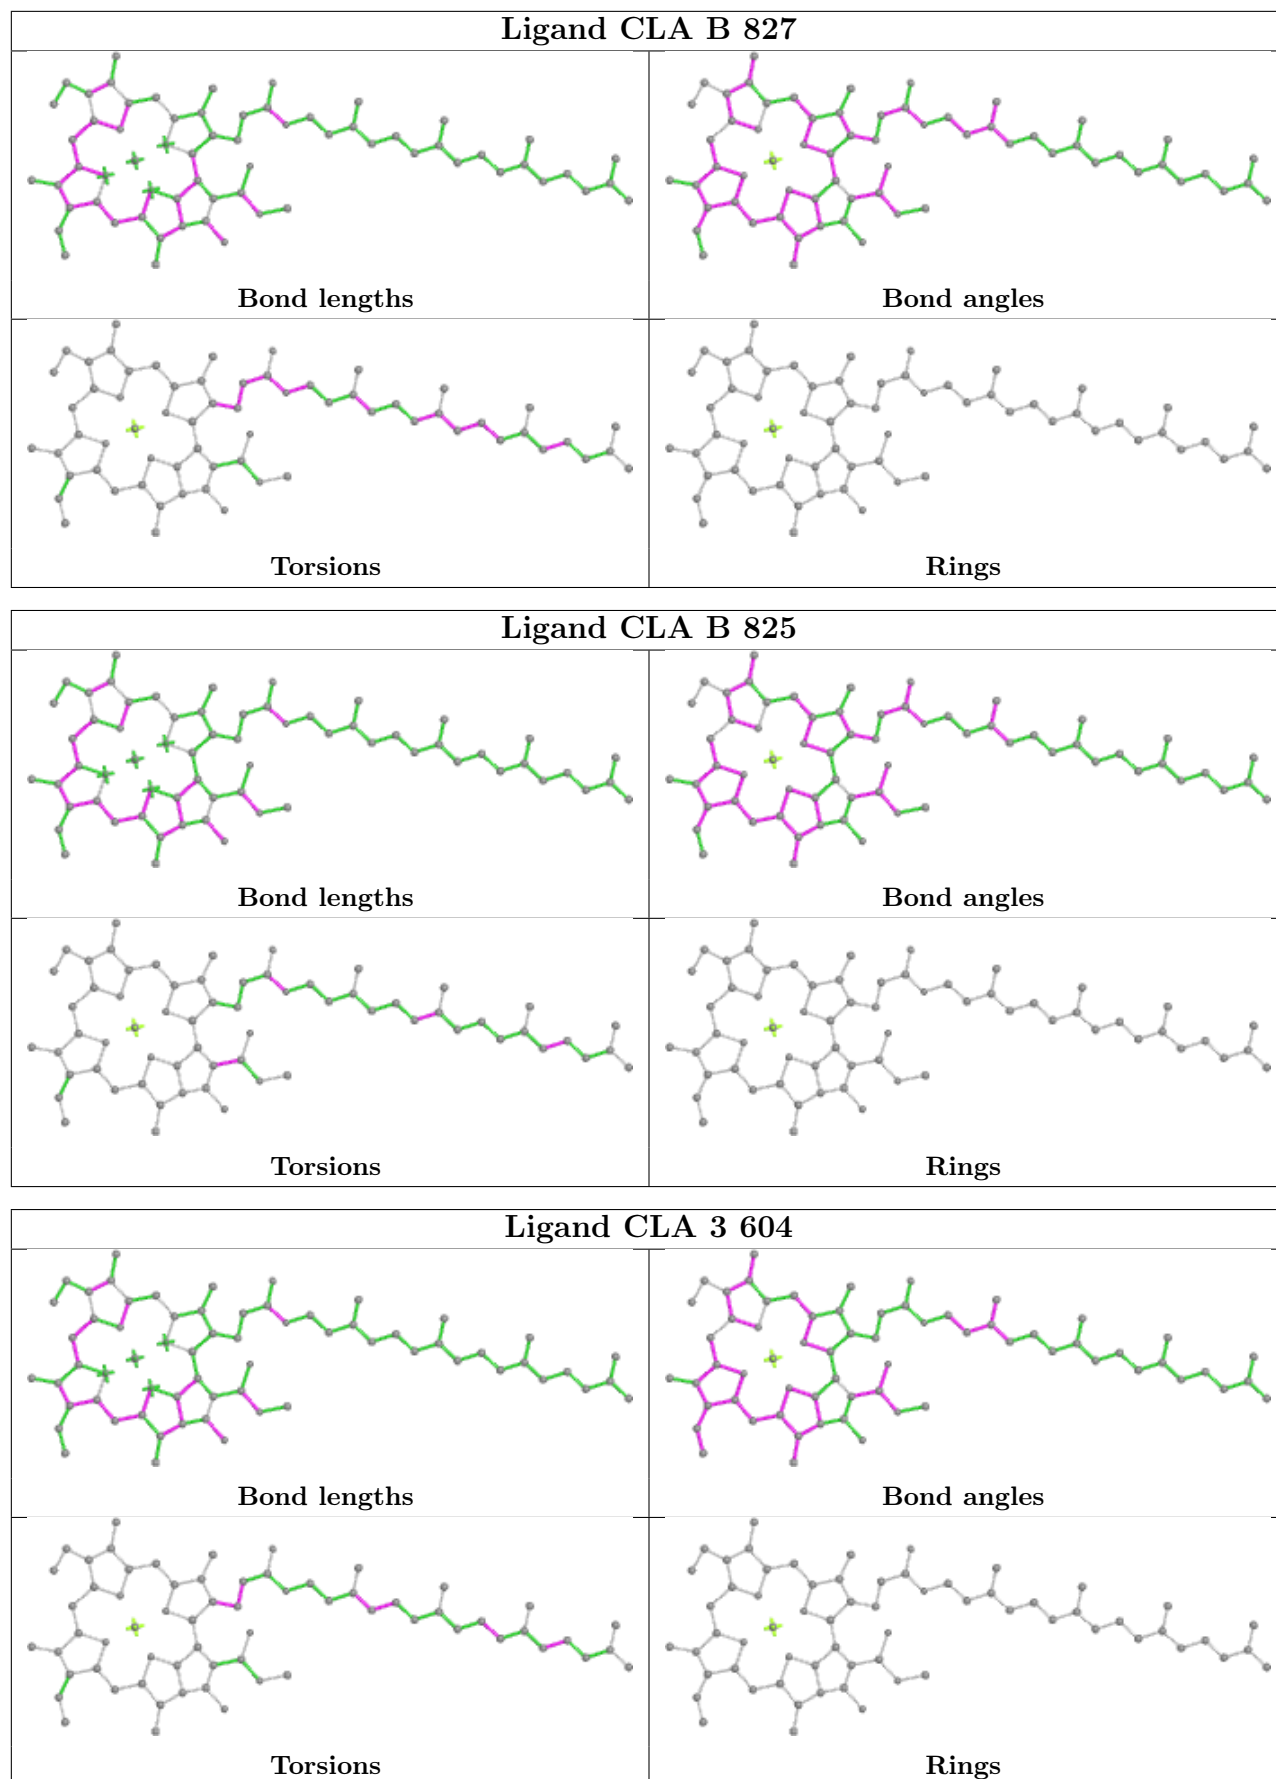 Ligand CLA B 827
Bond lengths
Bond angles
Torsions
Rings
Ligand CLA B 825
Bond lengths
Bond angles
Torsions
Rings
Ligand CLA 3 604
Bond lengths
Bond angles
Torsions
Rings